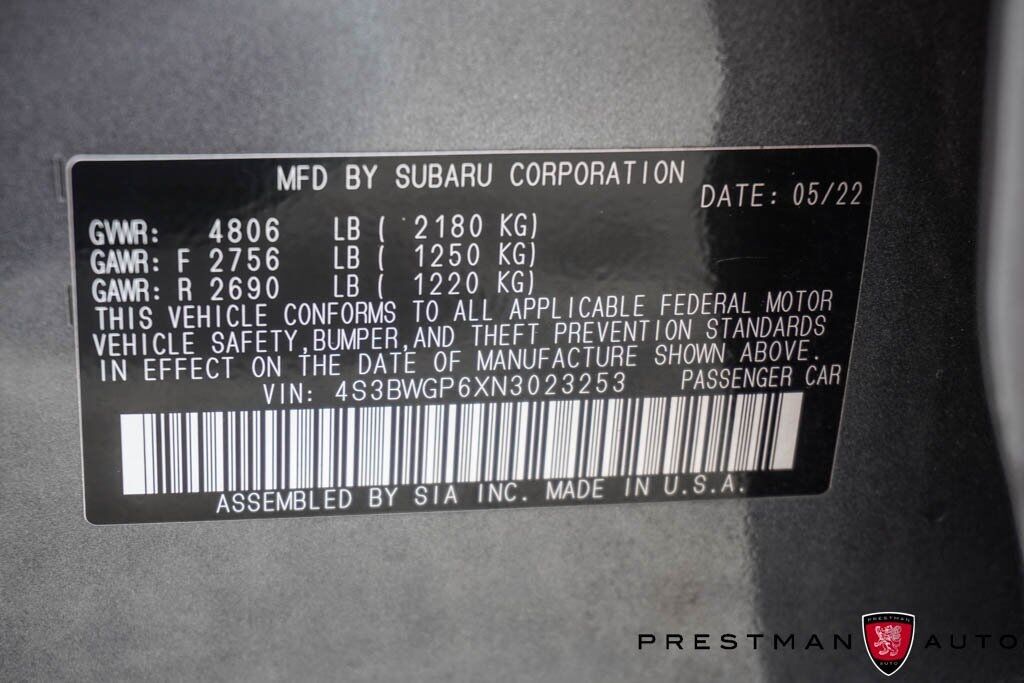 MFD BY SUBARU CORPORATION
DATE: 05/22
GVWR: 4806 LB ( 2180 KG)
GAWR: F 2756 LB ( 1250 KG)
GAWR: R 2690 LB ( 1220 KG)
THIS VEHICLE CONFORMS TO ALL APPLICABLE FEDERAL MOTOR
VEHICLE SAFETY,BUMPER,AND THEFT PREVENTION STANDARDS
IN EFFECT ON THE DATE OF MANUFACTURE SHOWN ABOVE.
VIN: 4S3BWGP6XN3023253 PASSENGER CAR
ASSEMBLED BY SIA INC. MADE IN U.S.A.
PRESTMAN AUTO
PRESTMAN
AUTO